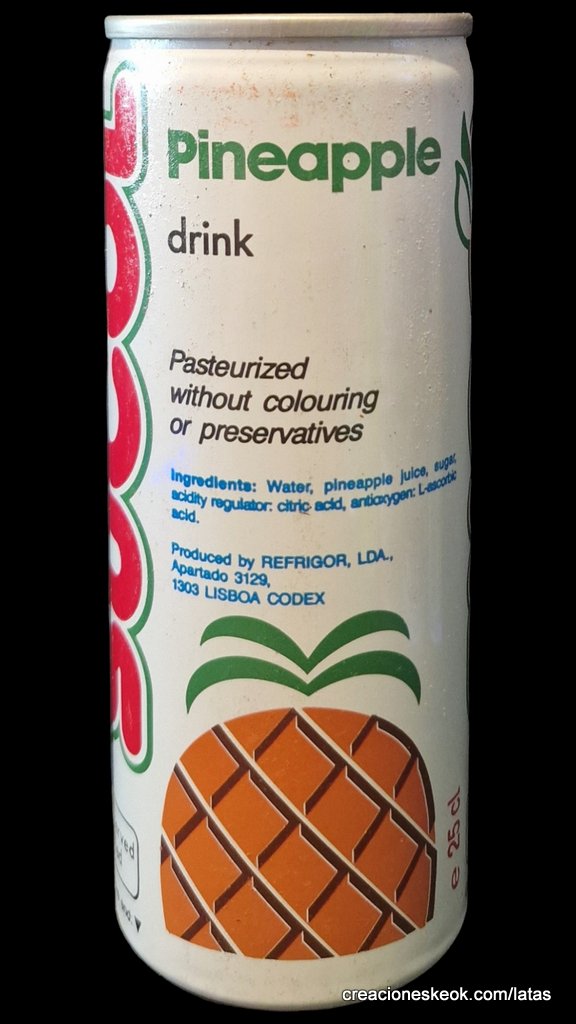 SUCOL
Pineapple
drink
Pasteurized
without colouring
or preservatives
Ingredients: Water, pineapple juice, sugar,
acidity regulator: citric acid, antioxygen: L-ascorbic
acid.
Produced by REFRIGOR, LDA.,
Apartado 3129,
1303 LISBOA CODEX
e 25 cl.
creacioneskeok.com/latas